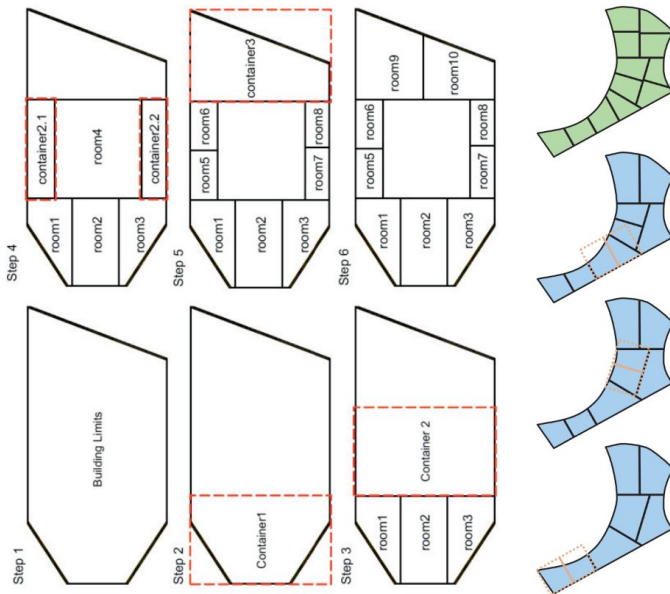 Step 1
Building Limits
Step 2
Container1
Step 3
room1
room2
room3
Container 2
Step 4
room1
room2
room3
container2.1
room4
container2.2
Step 5
room1
room2
room3
room5
room6
room7
room8
container3
Step 6
room1
room2
room3
room5
room6
room7
room8
room9
room10